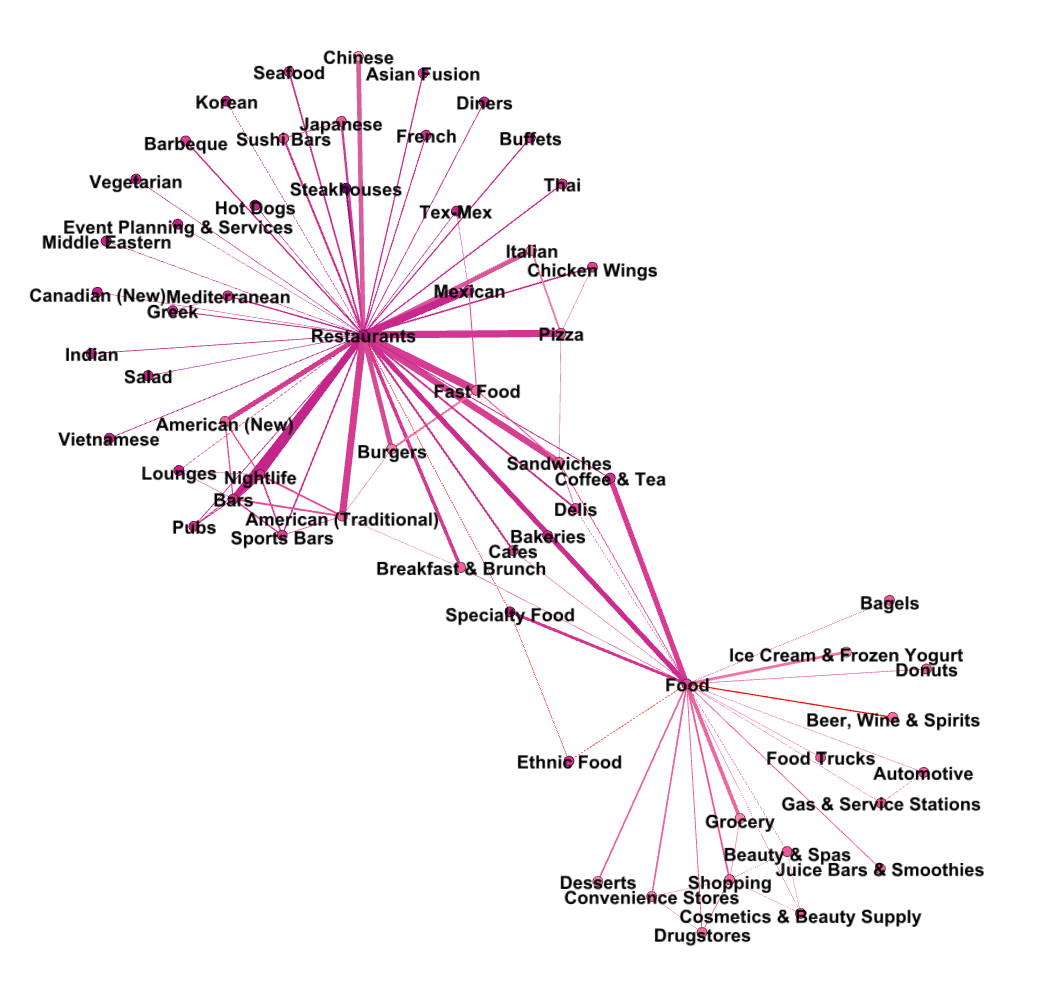 Chinese
Seafood
Asian Fusion
Korean
Diners
Japanese
Sushi Bars
French
Buffets
Barbeque
Vegetarian
Steakhouses
Thai
Hot Dogs
Tex-Mex
Event Planning & Services
Middle Eastern
Italian
Chicken Wings
Canadian (New)
Mediterranean
Mexican
Greek
Restaurants
Pizza
Indian
Salad
Fast Food
American (New)
Vietnamese
Burgers
Sandwiches
Lounges
Nightlife
Coffee & Tea
Bars
Delis
American (Traditional)
Pubs
Sports Bars
Bakeries
Cafes
Breakfast & Brunch
Specialty Food
Bagels
Ice Cream & Frozen Yogurt
Donuts
Food
Beer, Wine & Spirits
Ethnic Food
Food Trucks
Automotive
Gas & Service Stations
Grocery
Beauty & Spas
Juice Bars & Smoothies
Desserts
Shopping
Convenience Stores
Cosmetics & Beauty Supply
Drugstores